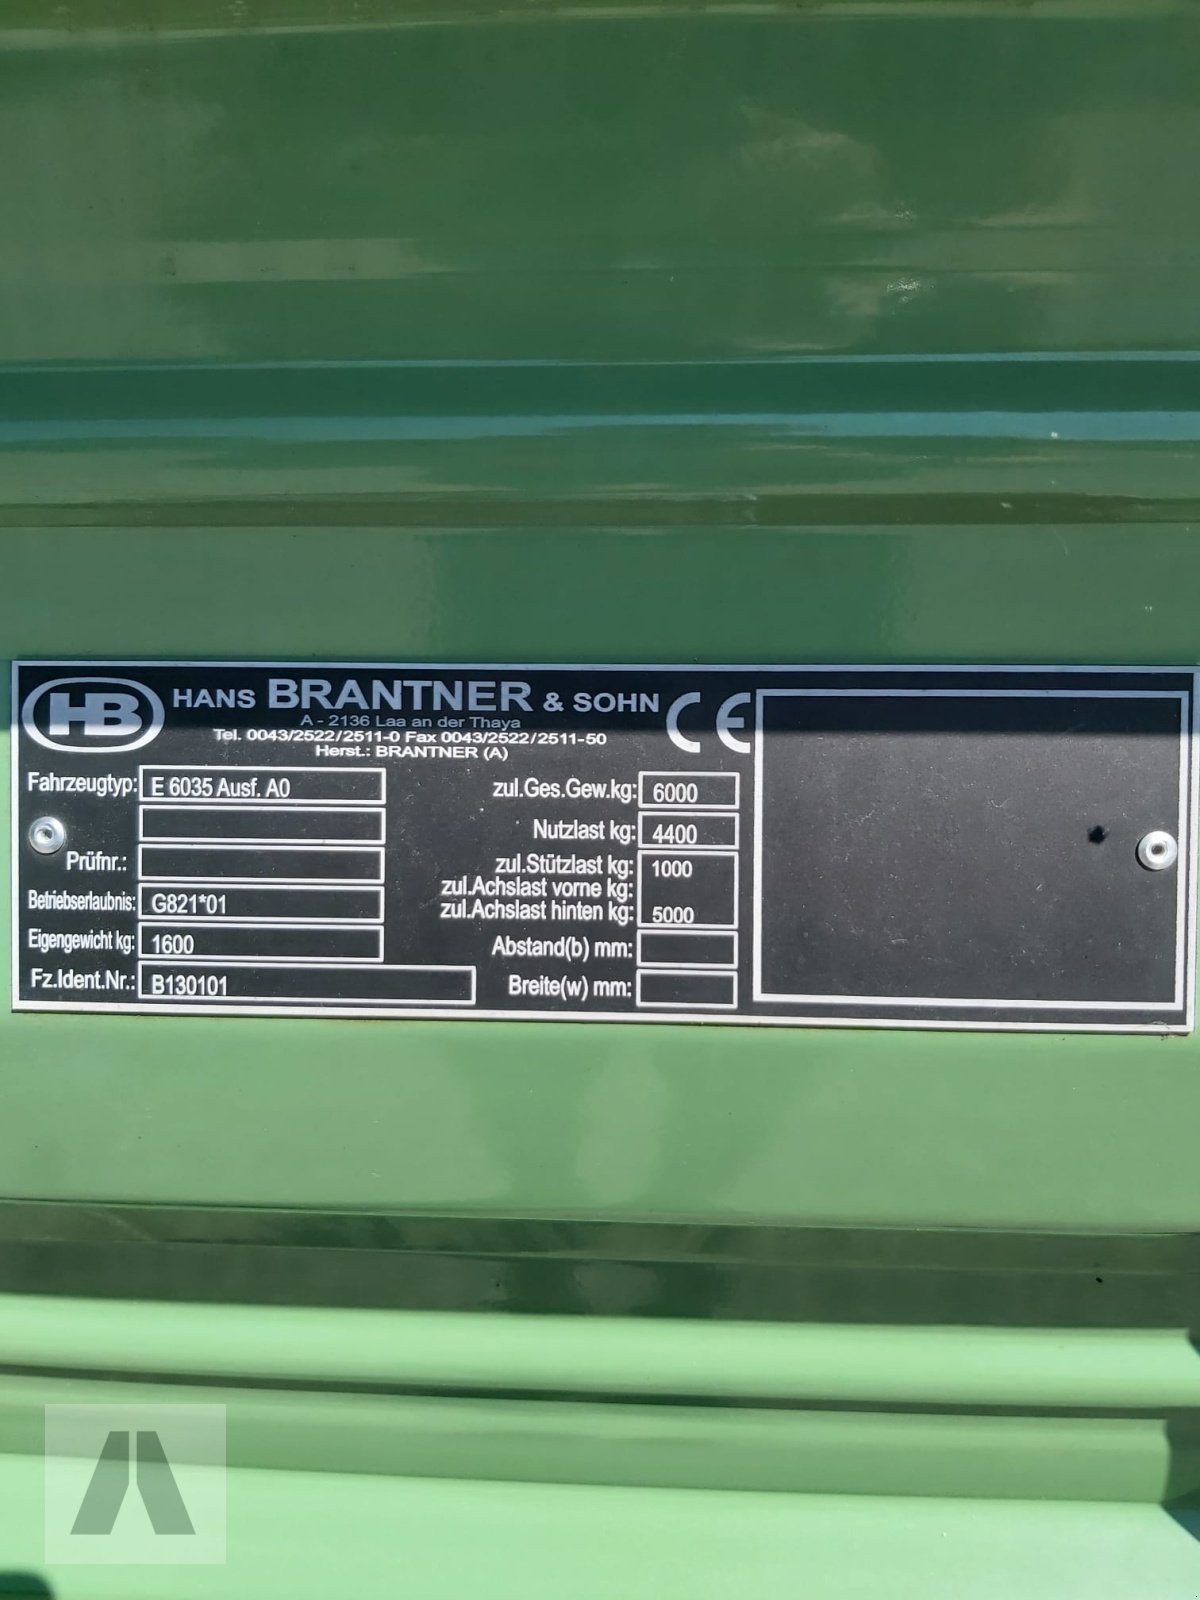 HB HANS BRANTNER & SOHN CE
A - 2136 Laa an der Thaya
Tel. 0043/2522/2511-0 Fax 0043/2522/2511-50
Herst.: BRANTNER (A)
Fahrzeugtyp: E 6035 Ausf. A0
Prüfnr.:
Betriebserlaubnis: G821*01
Eigengewicht kg: 1600
Fz.Ident.Nr.: B130101
zul.Ges.Gew.kg: 6000
Nutzlast kg: 4400
zul.Stützlast kg: 1000
zul.Achslast vorne kg:
zul.Achslast hinten kg: 5000
Abstand(b) mm:
Breite(w) mm: